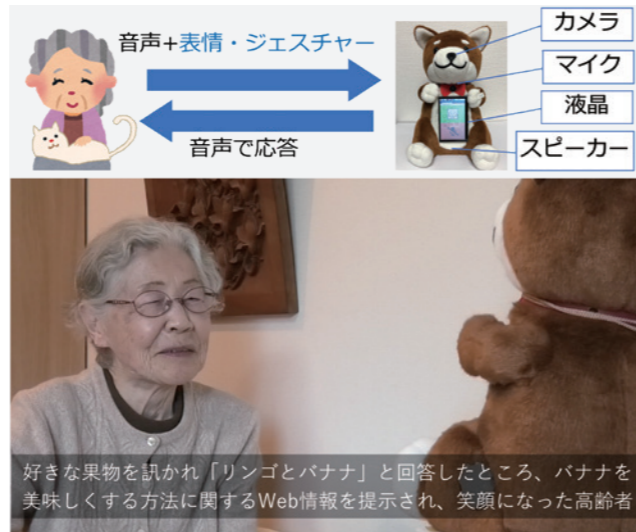 音声+表情・ジェスチャー
音声で応答
カメラ
マイク
液晶
スピーカー
好きな果物を訊かれ「リンゴとバナナ」と回答したところ、バナナを
美味しくする方法に関するWeb情報を提示され、笑顔になった高齢者